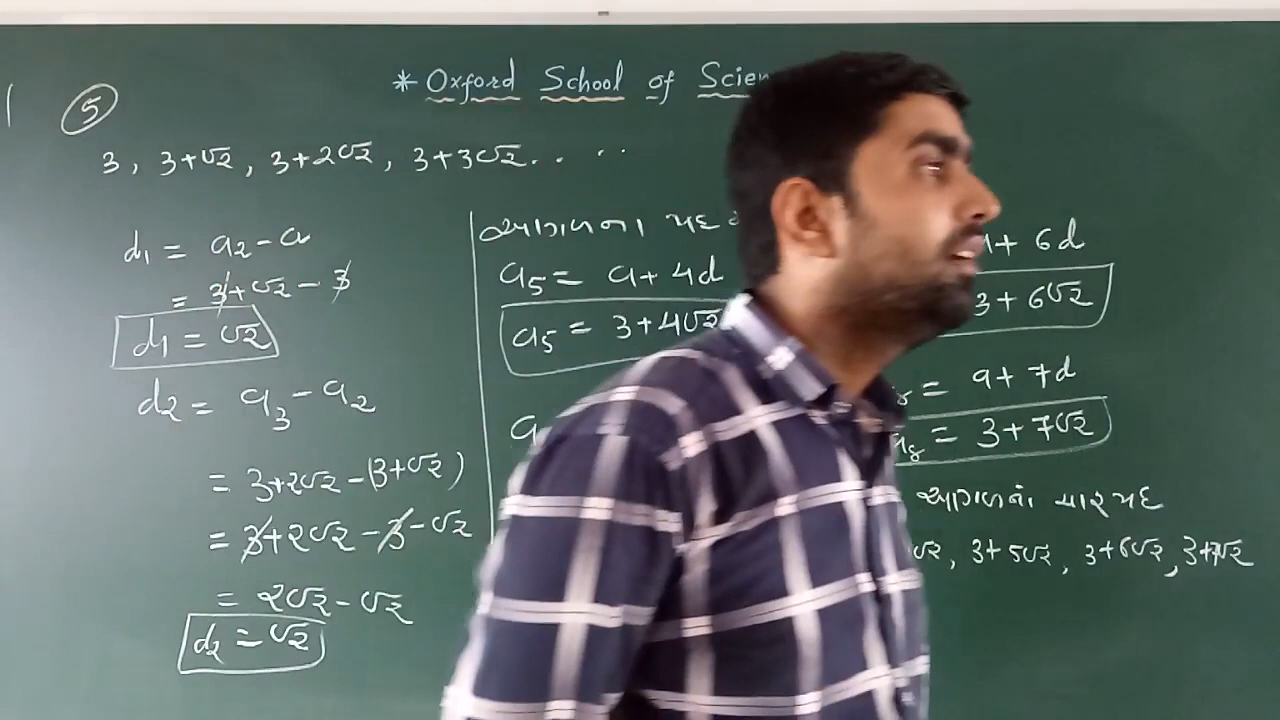 * Oxford School of
5
3, 3+√2, 3+2√2, 3+3√2.. ..
d₁ = a₂ - a
= 3+√2 - 3
d₁ = √2
d₂ = a₃ - a₂
= 3+2√2 - (3+√2)
= 3+2√2 - 3 - √2
= 2√2 - √2
d₂ = √2
આગળના પદ
a₅ = a + 4d
a₅ = 3 + 4√2
+ 6d
3 + 6√2
= a + 7d
a₈ = 3 + 7√2
આગળનાં ચાર પદ
√2, 3+5√2, 3+6√2, 3+7√2